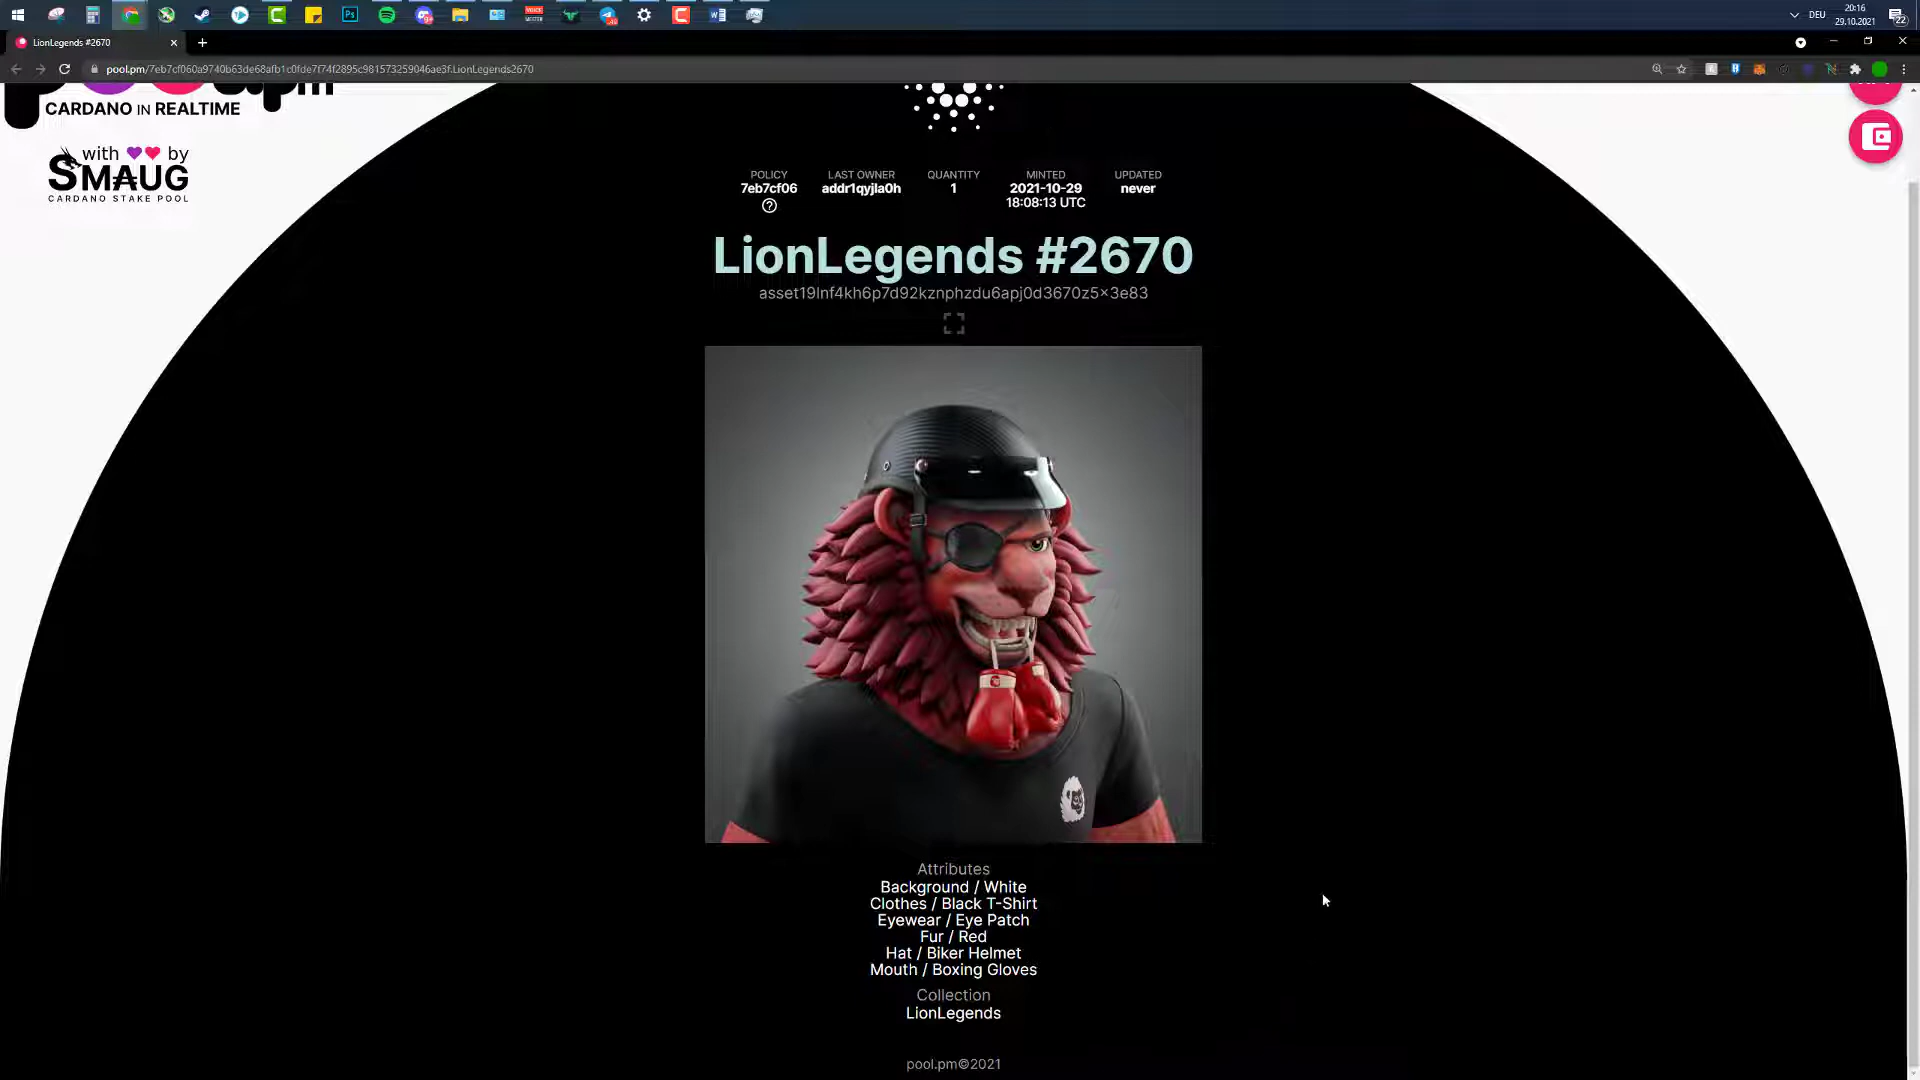 DEU
20:16
29.10.2021
22
LionLegends #2670
pool.pm/7eb7cf060a9740b63de68afb1c0fde7f74f2895c981573259046ae3f.LionLegends2670
CARDANO IN REALTIME
with by
SMAUG
CARDANO STAKE POOL
POLICY
7eb7cf06
LAST OWNER
addr1qyjla0h
QUANTITY
1
MINTED
2021-10-29
18:08:13 UTC
UPDATED
never
LionLegends #2670
asset19lnf4kh6p7d92kznphzdu6apj0d3670z5x3e83
Attributes
Background / White
Clothes / Black T-Shirt
Eyewear / Eye Patch
Fur / Red
Hat / Biker Helmet
Mouth / Boxing Gloves
Collection
LionLegends
pool.pm©2021